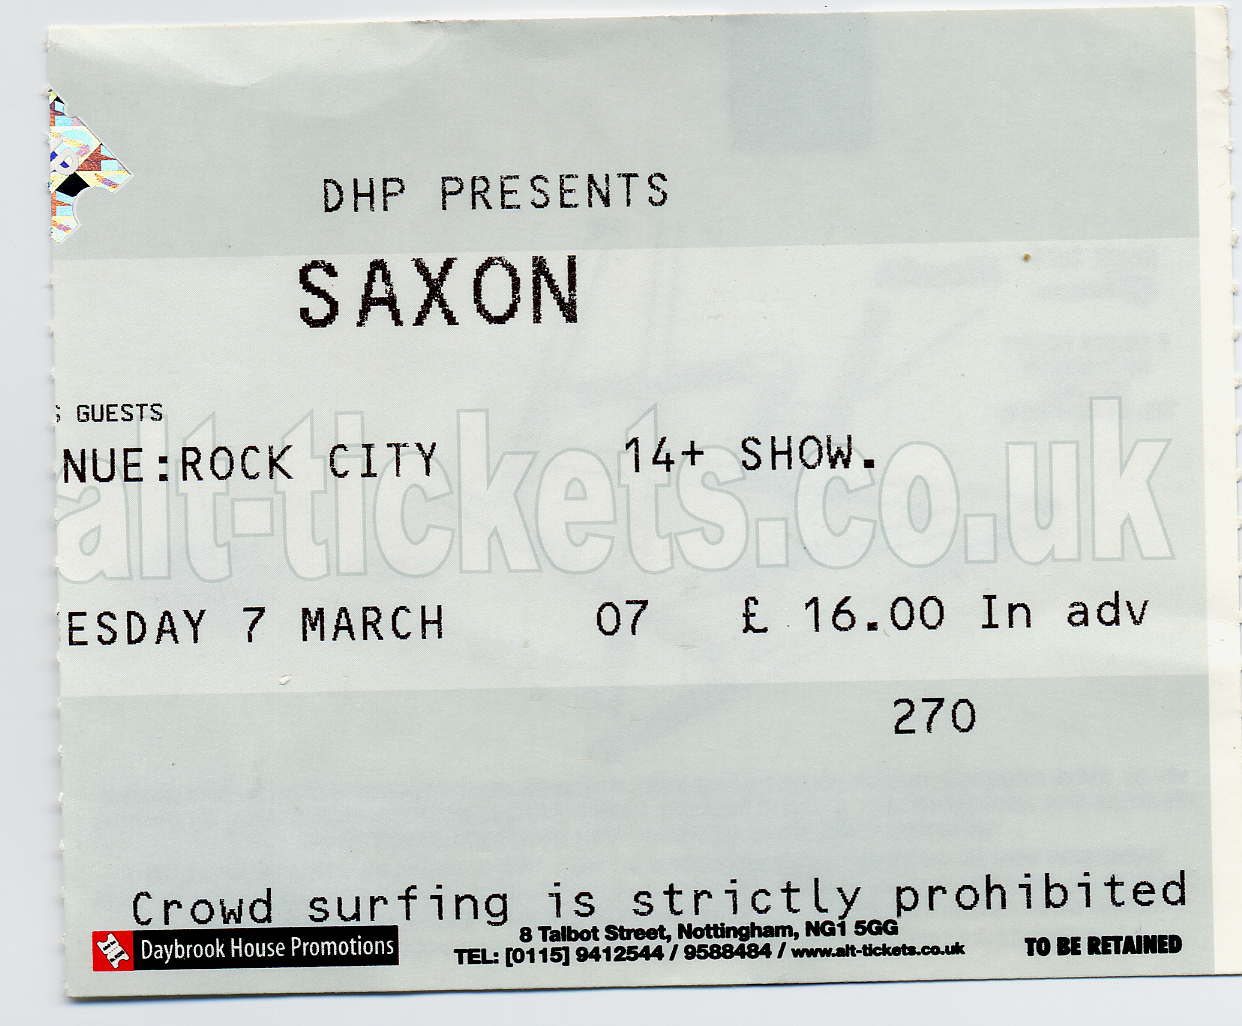 DHP PRESENTS
SAXON
S GUESTS
NUE:ROCK CITY 14+ SHOW.
alt-tickets.co.uk
ESDAY 7 MARCH 07 £ 16.00 In adv
270
Crowd surfing is strictly prohibited
Daybrook House Promotions
8 Talbot Street, Nottingham, NG1 5GG
TEL: [0115] 9412544 / 9588484 / www.alt-tickets.co.uk
TO BE RETAINED